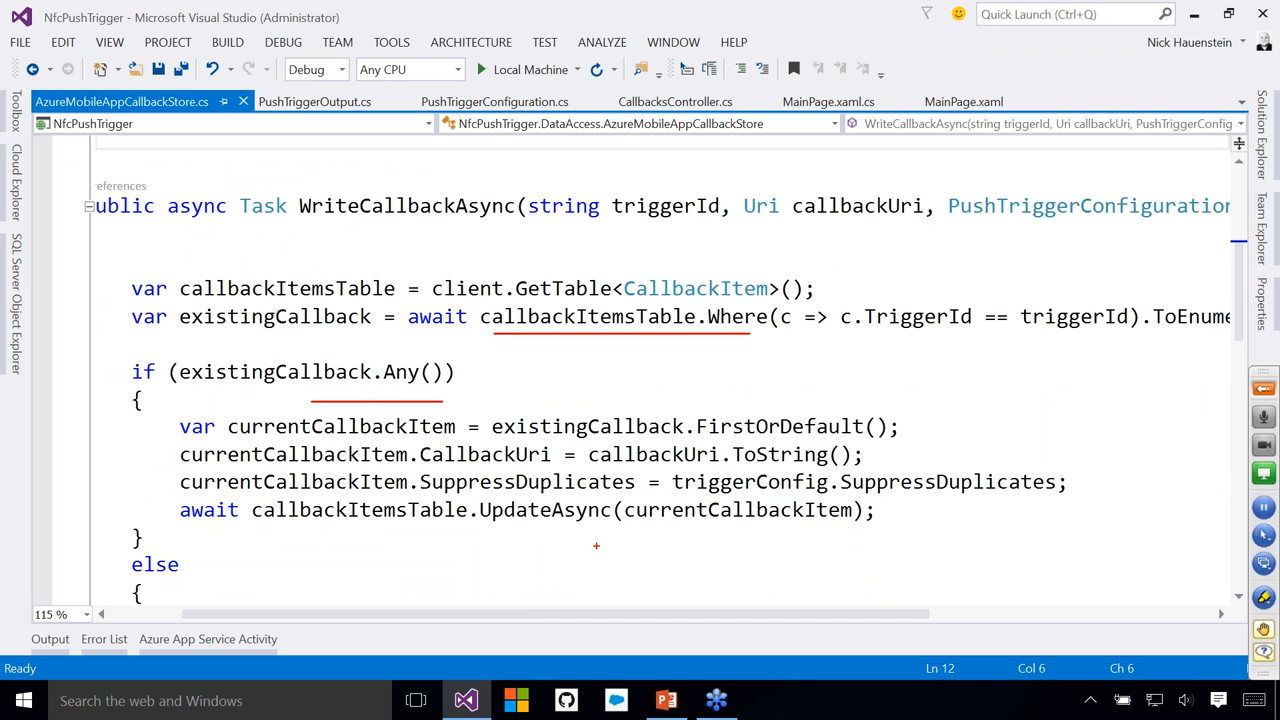 NfcPushTrigger - Microsoft Visual Studio (Administrator)
Quick Launch (Ctrl+Q)
FILE EDIT VIEW PROJECT BUILD DEBUG TEAM TOOLS ARCHITECTURE TEST ANALYZE WINDOW HELP
Nick Hauenstein
Debug Any CPU Local Machine
AzureMobileAppCallbackStore.cs PushTriggerOutput.cs PushTriggerConfiguration.cs CallbacksController.cs MainPage.xaml.cs MainPage.xaml
NfcPushTrigger NfcPushTrigger.DataAccess.AzureMobileAppCallbackStore WriteCallbackAsync(string triggerId, Uri callbackUri, PushTriggerConfig
Toolbox
Cloud Explorer
SQL Server Object Explorer
eferences
ublic async Task WriteCallbackAsync(string triggerId, Uri callbackUri, PushTriggerConfiguration
var callbackItemsTable = client.GetTable<CallbackItem>();
var existingCallback = await callbackItemsTable.Where(c => c.TriggerId == triggerId).ToEnume
if (existingCallback.Any())
{
var currentCallbackItem = existingCallback.FirstOrDefault();
currentCallbackItem.CallbackUri = callbackUri.ToString();
currentCallbackItem.SuppressDuplicates = triggerConfig.SuppressDuplicates;
await callbackItemsTable.UpdateAsync(currentCallbackItem);
}
else
{
Solution Explorer
Team Explorer
Properties
115 %
Output Error List Azure App Service Activity
Ready Ln 12 Col 6 Ch 6
Search the web and Windows